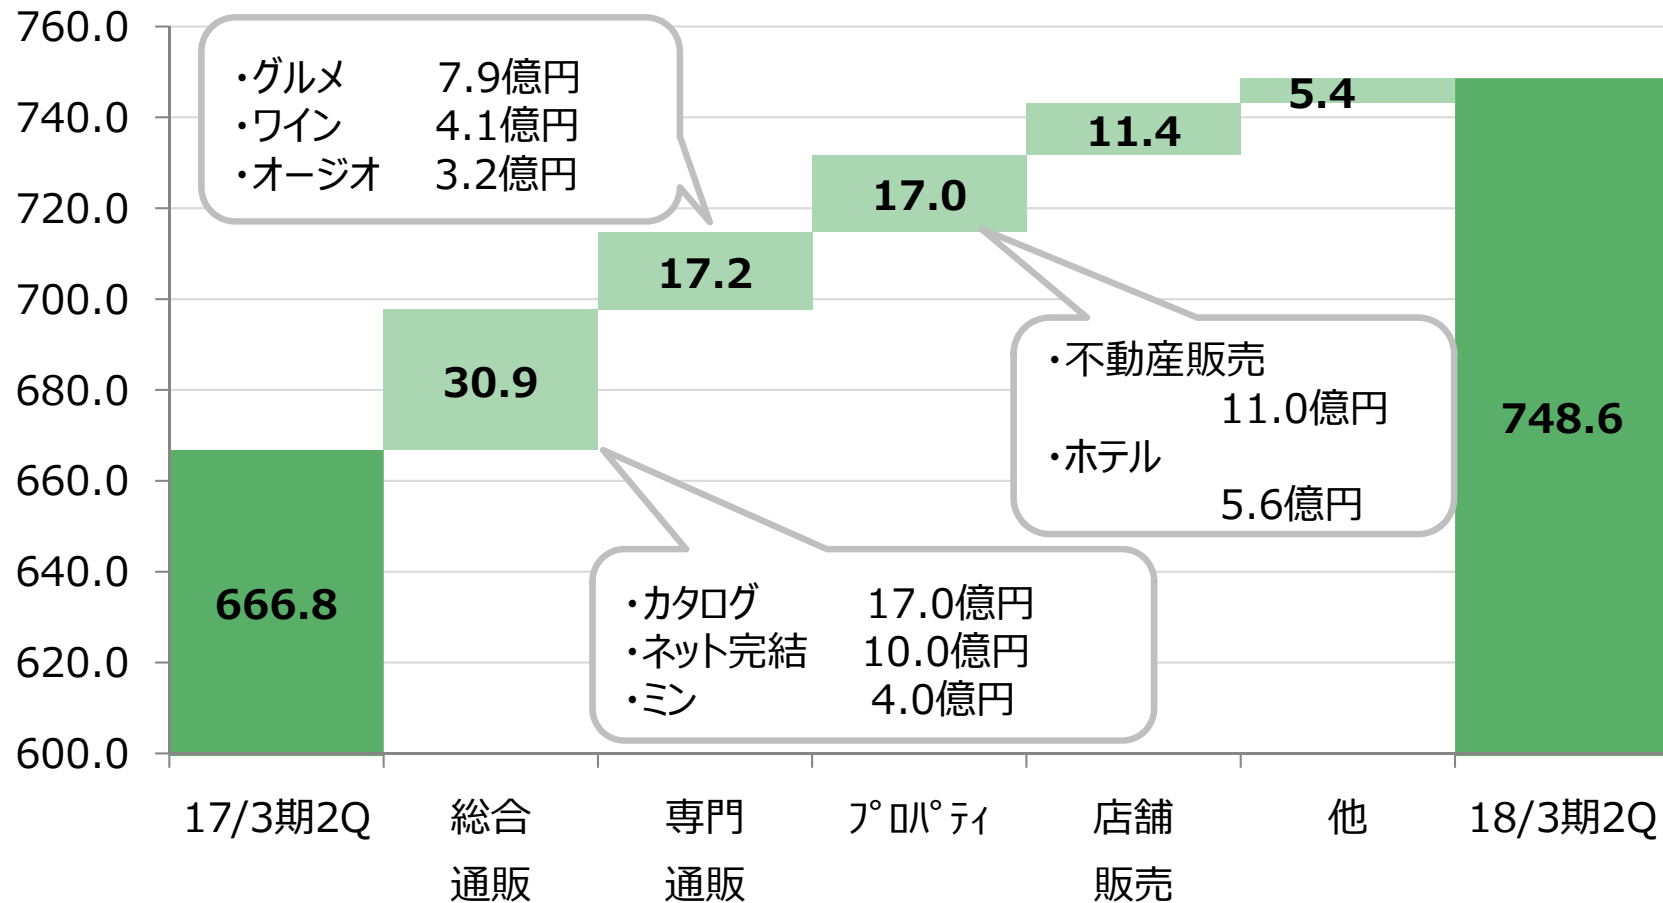 760.0
740.0
720.0
700.0
680.0
660.0
640.0
620.0
600.0
・グルメ 7.9億円
・ワイン 4.1億円
・オージオ 3.2億円
・不動産販売
11.0億円
・ホテル
5.6億円
・カタログ 17.0億円
・ネット完結 10.0億円
・ミン 4.0億円
666.8
30.9
17.2
17.0
11.4
5.4
748.6
17/3期2Q
総合
通販
専門
通販
ﾌﾟﾛﾊﾟﾃｨ
店舗
販売
他
18/3期2Q